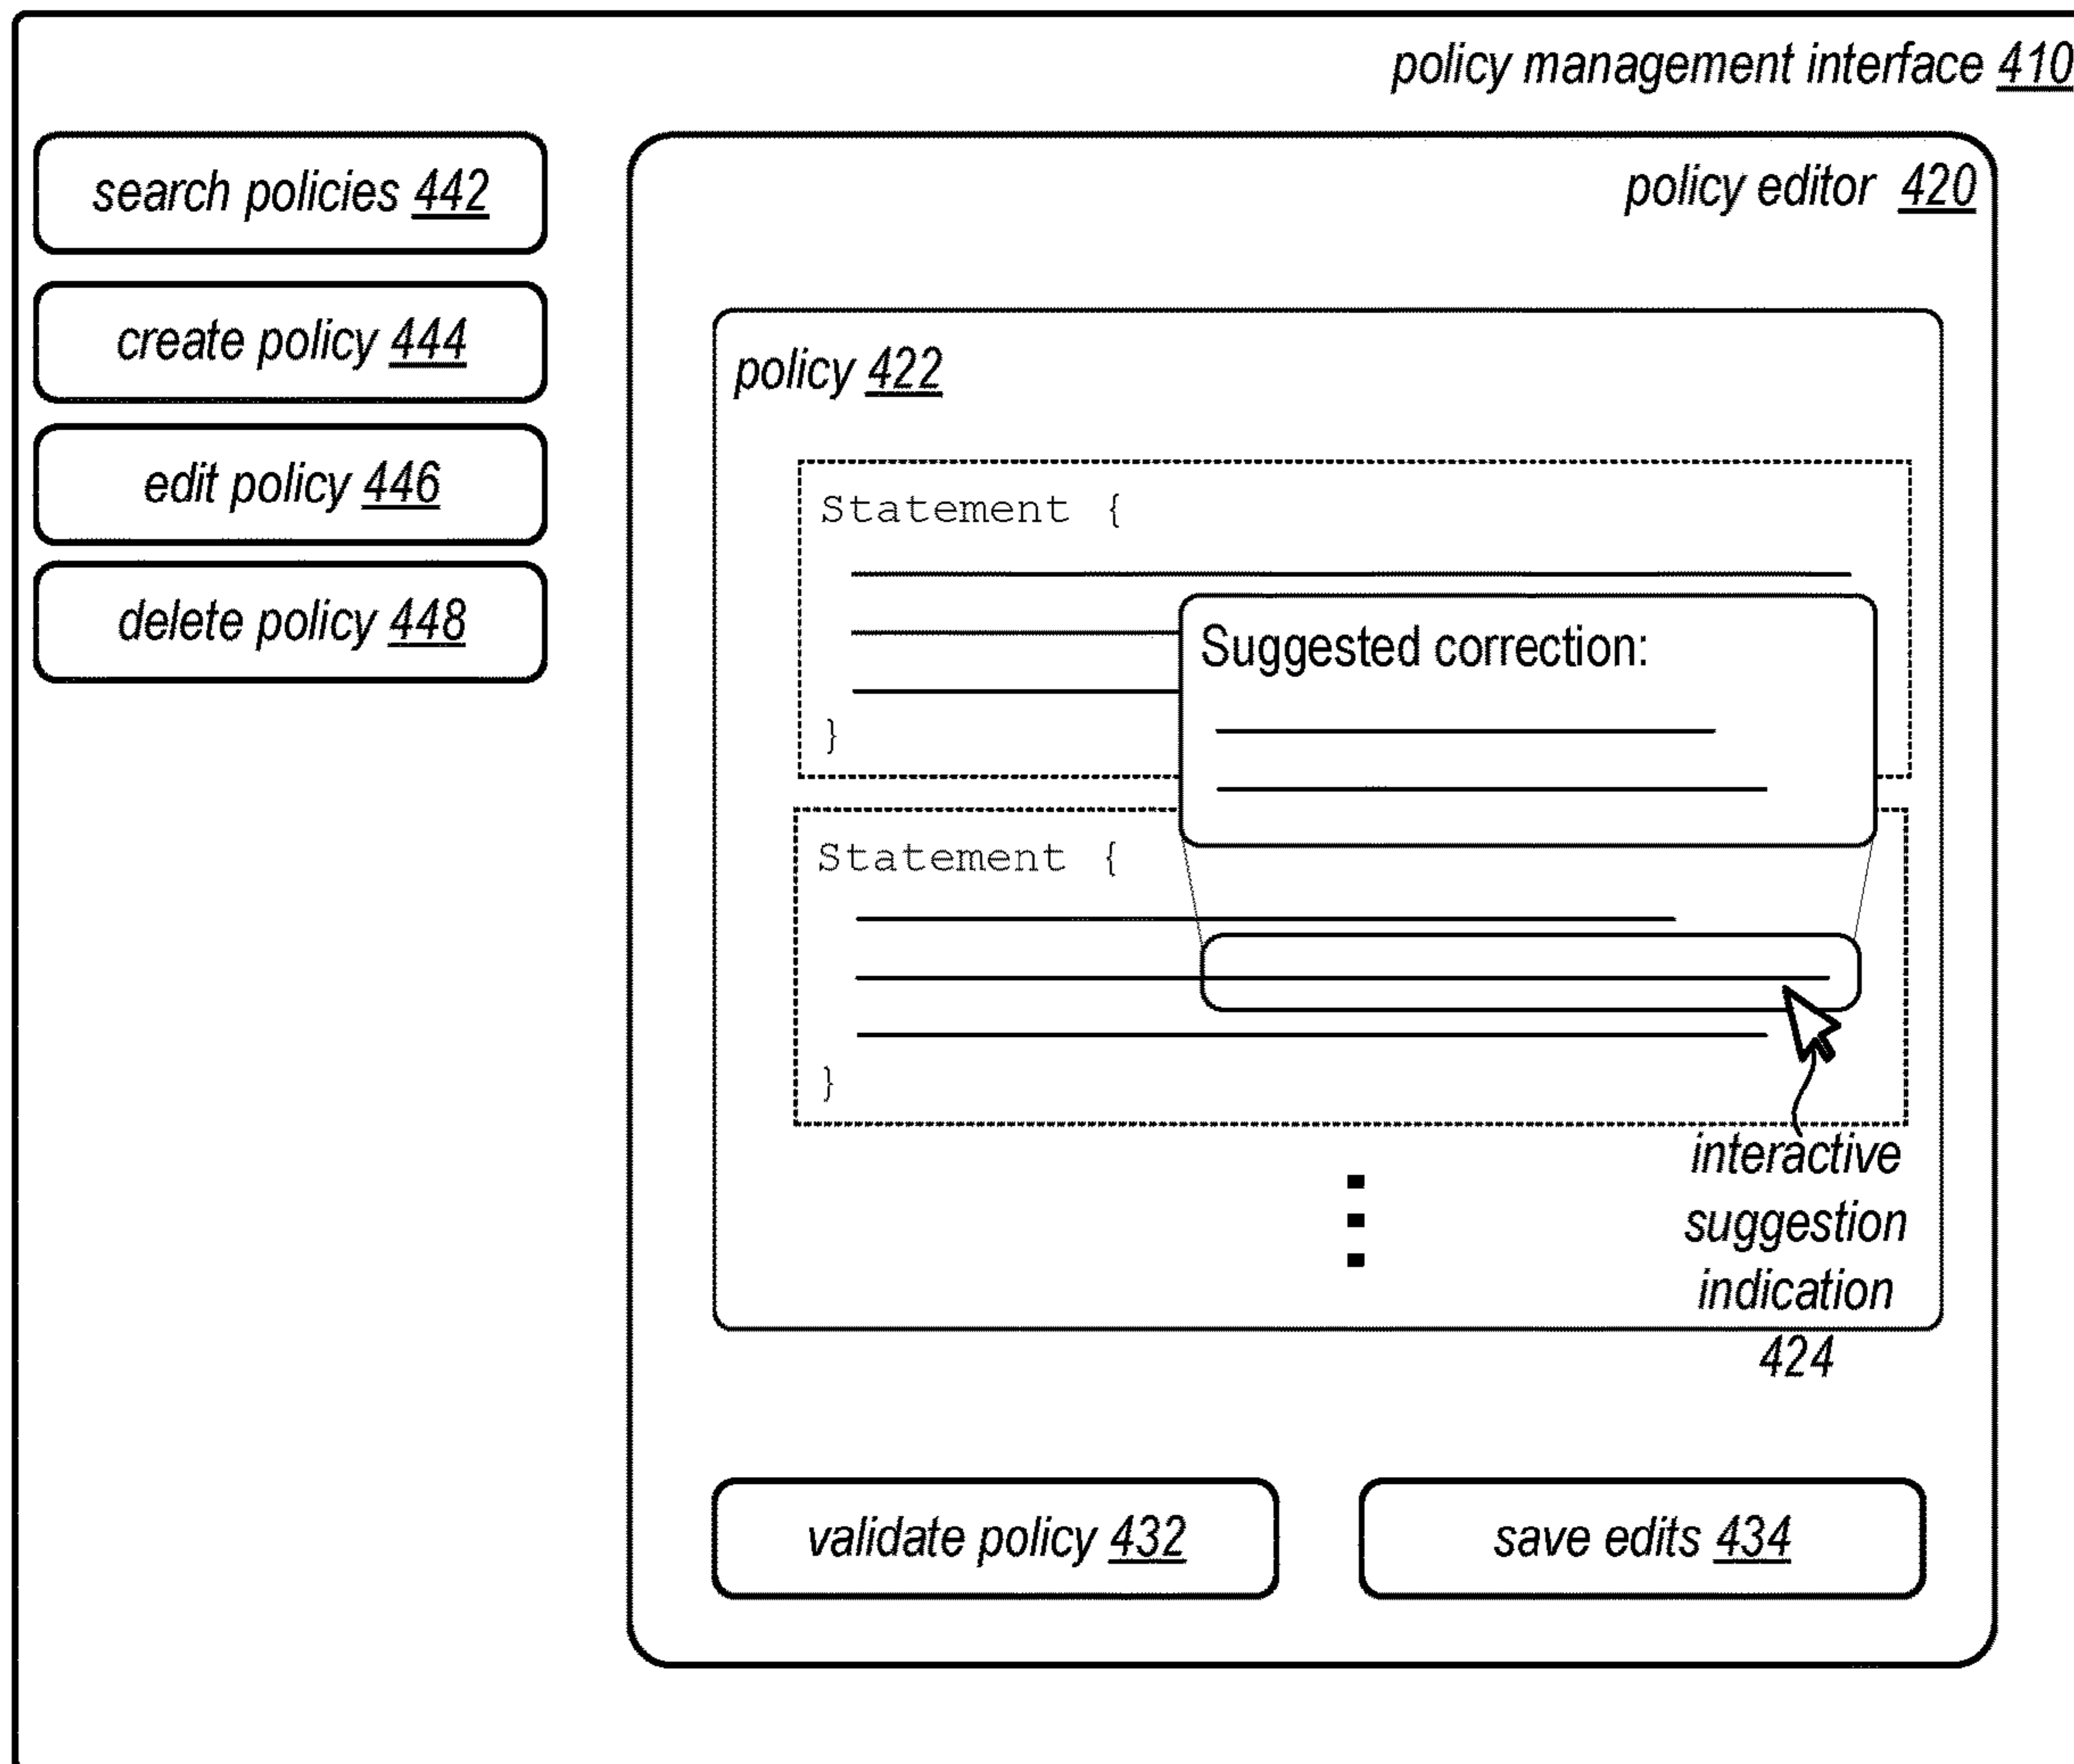 policy management interface 410
search policies 442
create policy 444
edit policy 446
delete policy 448
policy editor 420
policy 422
Statement {
}
Suggested correction:
Statement {
}
interactive
suggestion
indication
424
validate policy 432
save edits 434